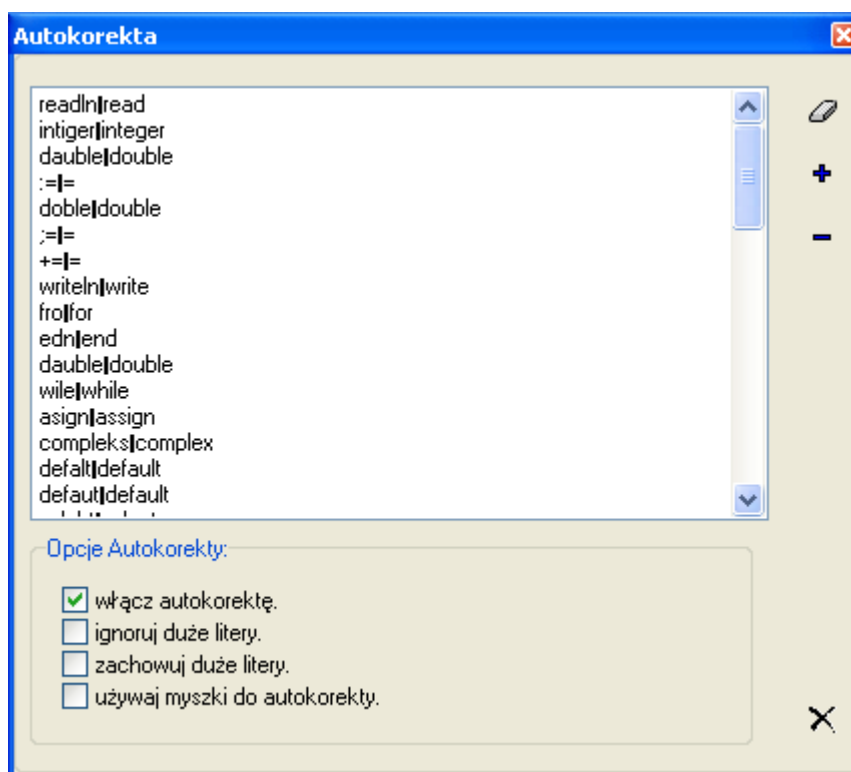 Autokorekta
readln|read
intiger|integer
dauble|double
:=|=
doble|double
;=|=
+=|=
writeln|write
fro|for
edn|end
dauble|double
wile|while
asign|assign
compleks|complex
defalt|default
defaut|default
Opcje Autokorekty:
włącz autokorektę.
ignoruj duże litery.
zachowuj duże litery.
używaj myszki do autokorekty.